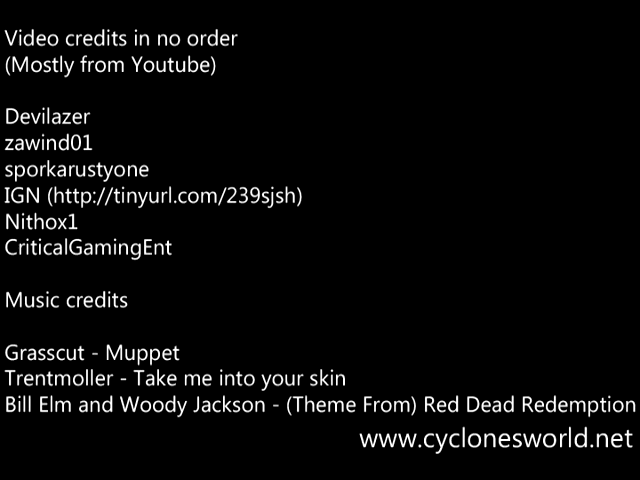 Video credits in no order
(Mostly from Youtube)
Devilazer
zawind01
sporkarustyone
IGN (http://tinyurl.com/239sjsh)
Nithox1
CriticalGamingEnt
Music credits
Grasscut - Muppet
Trentmoller - Take me into your skin
Bill Elm and Woody Jackson - (Theme From) Red Dead Redemption
www.cyclonesworld.net